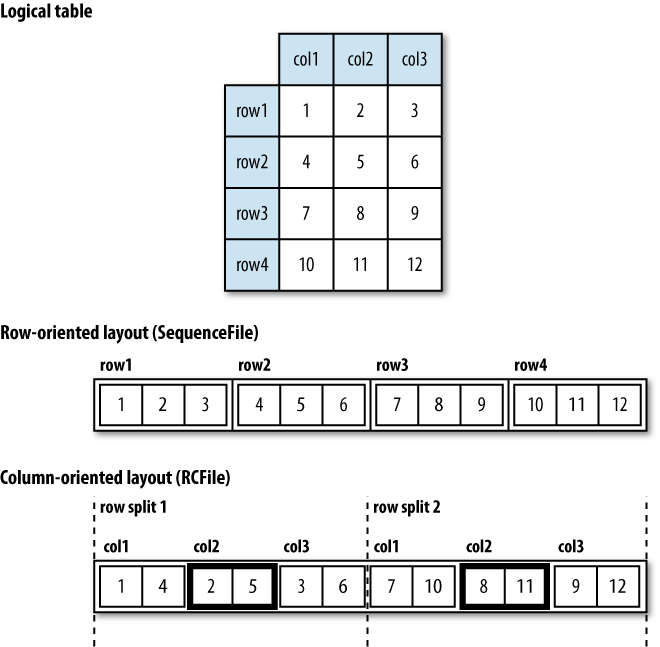 Logical table
col1 col2 col3
row1 1 2 3
row2 4 5 6
row3 7 8 9
row4 10 11 12
Row-oriented layout (SequenceFile)
row1 row2 row3 row4
1 2 3 4 5 6 7 8 9 10 11 12
Column-oriented layout (RCFile)
row split 1 row split 2
col1 col2 col3 col1 col2 col3
1 4 2 5 3 6 7 10 8 11 9 12